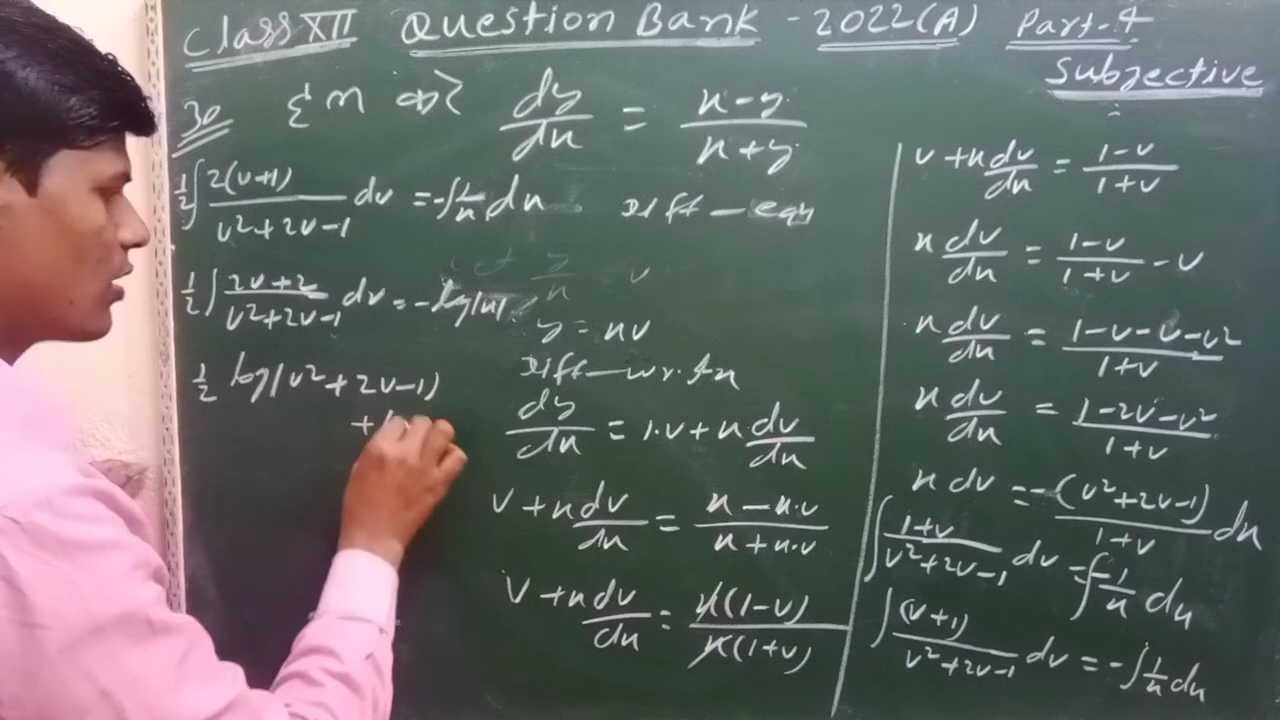 Class XII Question Bank - 2022(A) Part-4
Subjective
30 हल करें dy/dx = (x-y)/(x+y)
Diff-eqn
y/x v
y = xv
Diff-w.r.to x
dy/dx = 1.v + x.dv/dx
v + x dv/dx = (x - x.v)/(x + x.v)
v + x dv/dx = x(1-v)/x(1+v)
v + x dv/dx = (1-v)/(1+v)
x dv/dx = (1-v)/(1+v) - v
x dv/dx = (1-v-v-v²)/(1+v)
x dv/dx = (1-2v-v²)/(1+v)
x dv = -(v²+2v-1)/(1+v) dx
∫ (1+v)/(v²+2v-1) dv = ∫ -1/x dx
∫ (v+1)/(v²+2v-1) dv = -∫ 1/x dx
1/2 ∫ 2(v+1)/(v²+2v-1) dv = -∫ 1/x dx
1/2 ∫ (2v+2)/(v²+2v-1) dv = -log|x|
1/2 log(v²+2v-1)
+